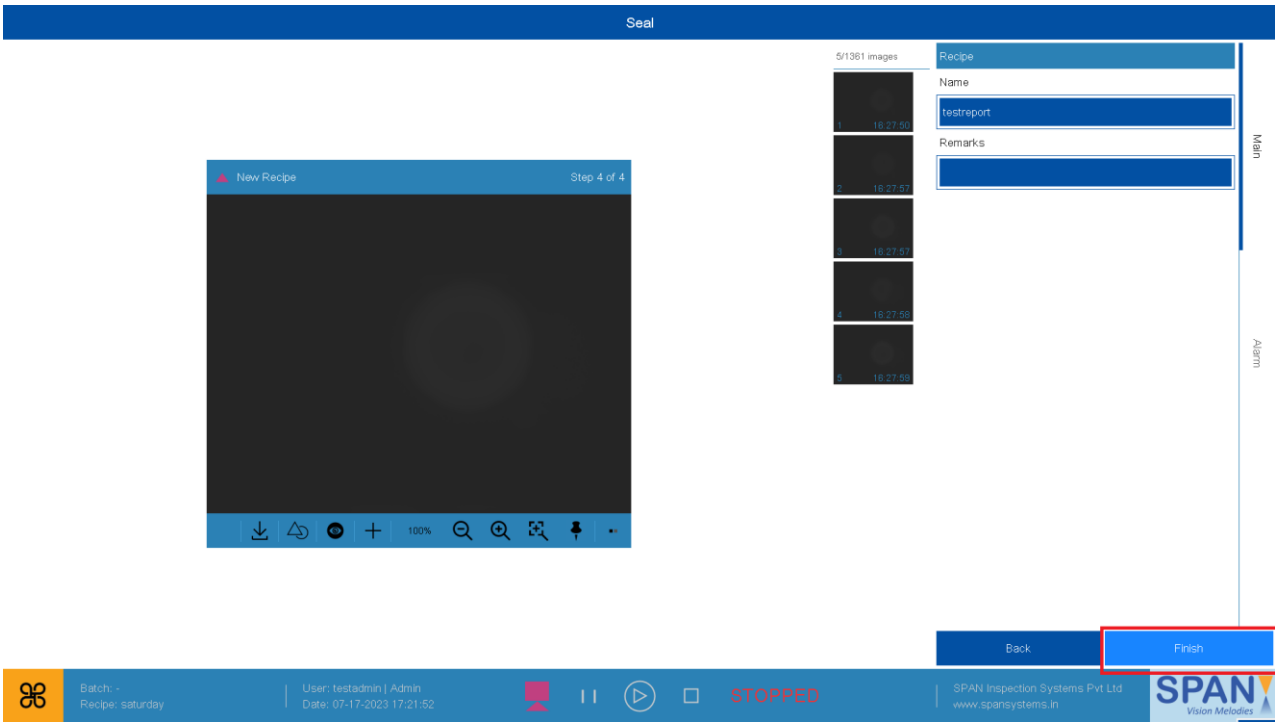 Seal
5/1361 images
1 16:27:50
2 16:27:57
3 16:27:57
4 16:27:58
5 16:27:59
New Recipe Step 4 of 4
100%
Recipe
Name
testreport
Remarks
Main
Alarm
Back Finish
Batch: -
Recipe: saturday
User: testadmin | Admin
Date: 07-17-2023 17:21:52
STOPPED
SPAN Inspection Systems Pvt Ltd
www.spansystems.in
SPAN
Vision Melodies